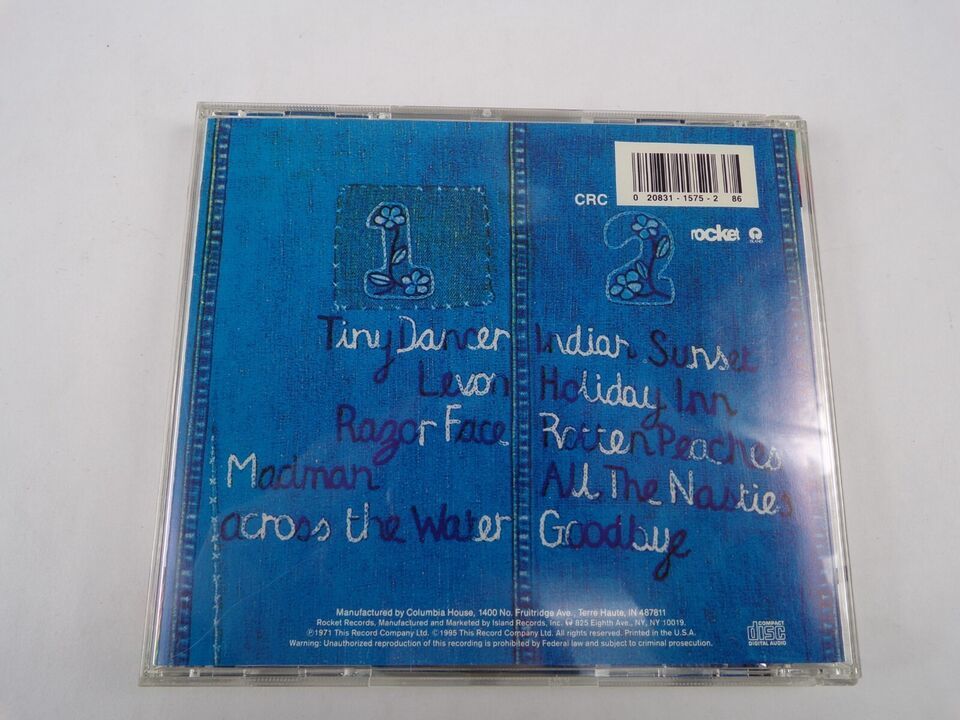 0 20831 - 1575 - 2 86
CRC
rocket
ISLAND
1
Tiny Dancer
Levon
Razor Face
Madman
across the Water
2
Indian Sunset
Holiday Inn
Rotten Peaches
All The Nasties
Goodbye
Manufactured by Columbia House, 1400 No. Fruitridge Ave., Terre Haute, IN 487811
Rocket Records, Manufactured and Marketed by Island Records, Inc. 825 Eighth Ave., NY, NY 10019.
℗1971 This Record Company Ltd. ©1995 This Record Company Ltd. All rights reserved. Printed in the U.S.A.
Warning: Unauthorized reproduction of this recording is prohibited by Federal law and subject to criminal prosecution.
COMPACT
disc
DIGITAL AUDIO